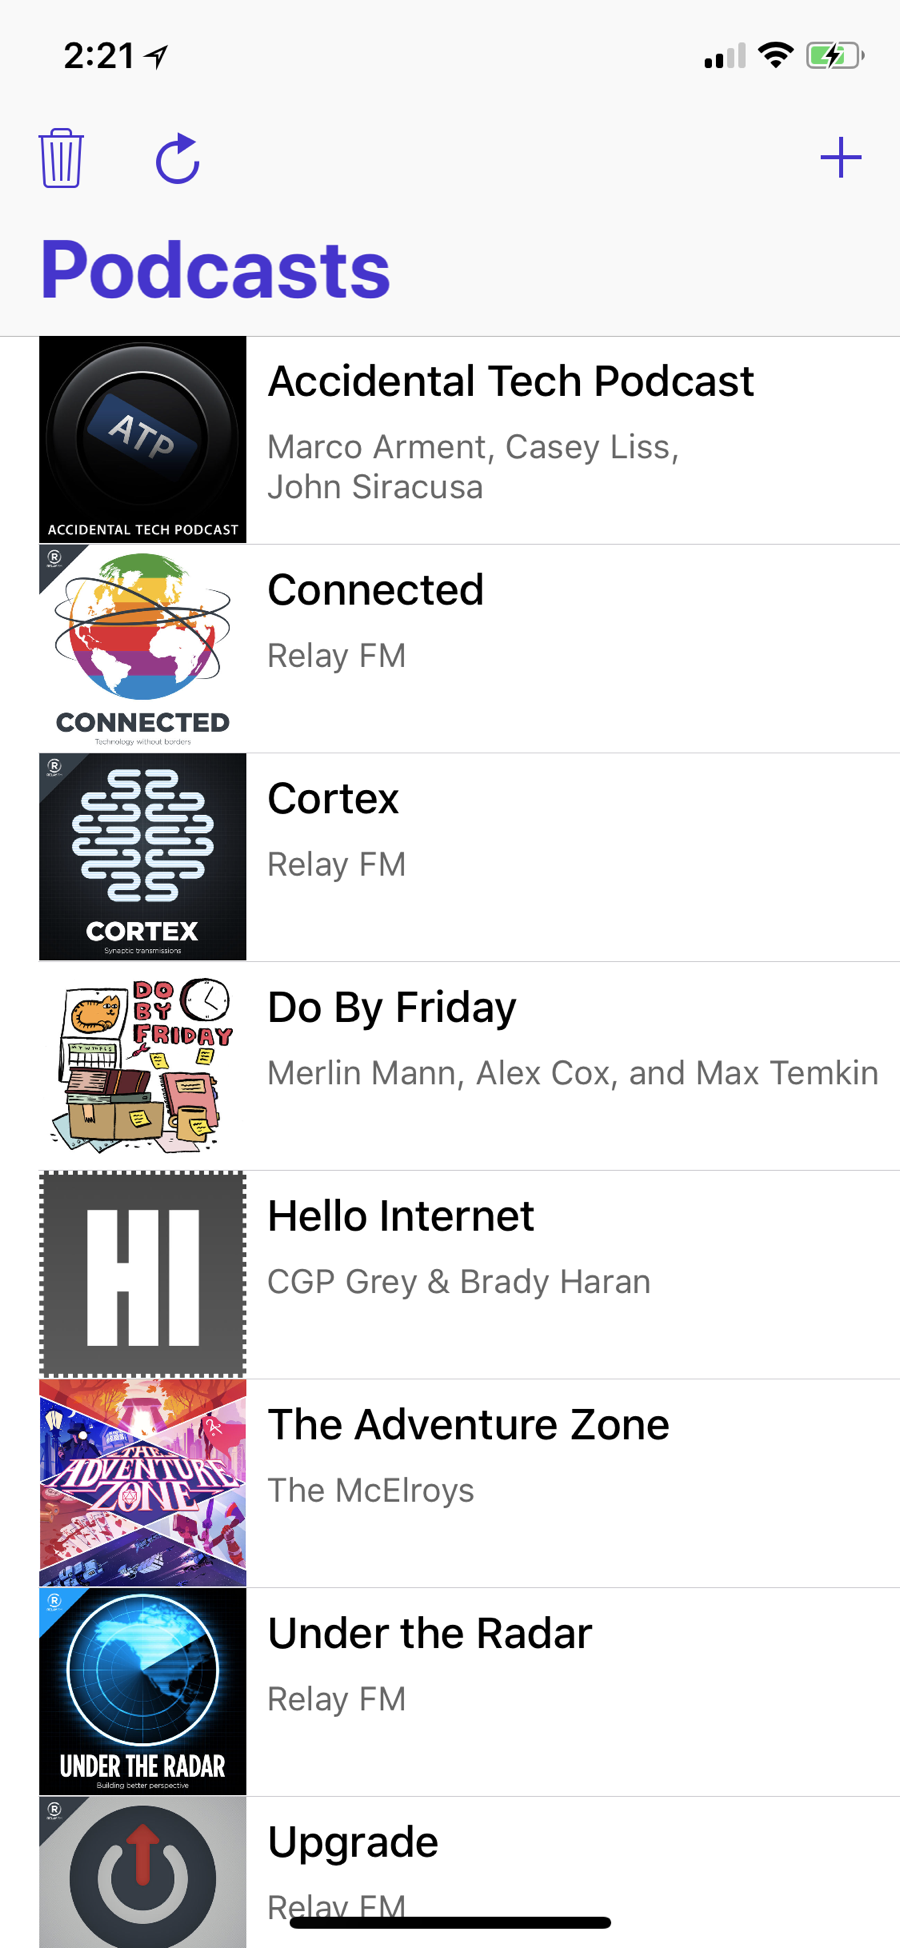 2:21
Podcasts
ATP
ACCIDENTAL TECH PODCAST
Accidental Tech Podcast
Marco Arment, Casey Liss,
John Siracusa
R
CONNECTED
Technology without borders
Connected
Relay FM
R
CORTEX
Synaptic transmissions
Cortex
Relay FM
DO
BY
FRIDAY
Do By Friday
Merlin Mann, Alex Cox, and Max Temkin
HI
Hello Internet
CGP Grey & Brady Haran
THE
ADVENTURE
ZONE
The Adventure Zone
The McElroys
R
UNDER THE RADAR
Building better perspective
Under the Radar
Relay FM
R
Upgrade
Relay FM